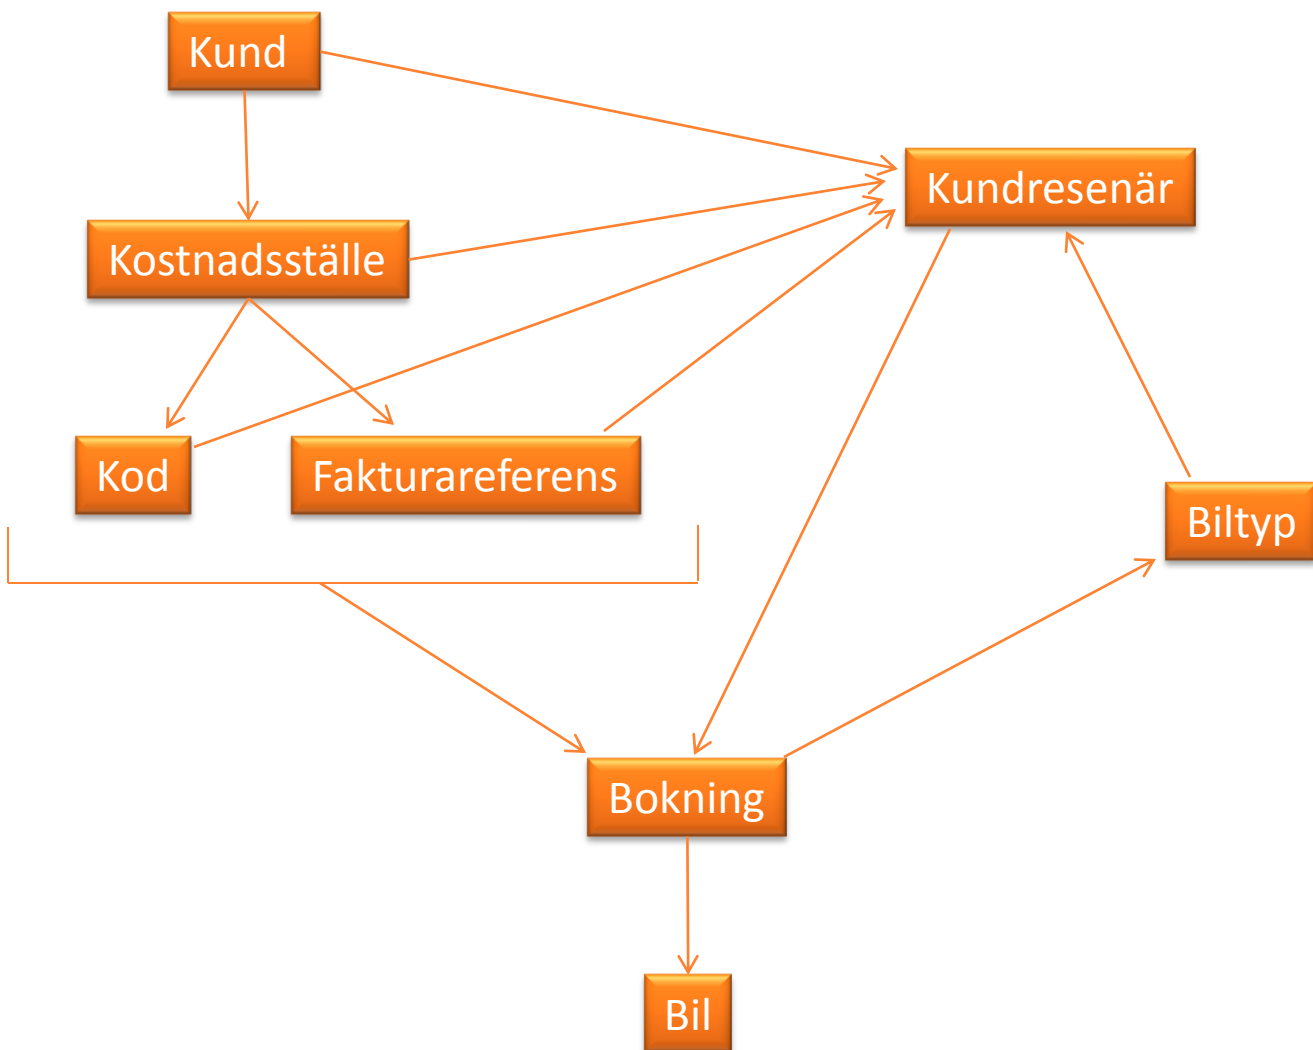 Kund
Kundresenär
Kostnadsställe
Kod
Fakturareferens
Biltyp
Bokning
Bil